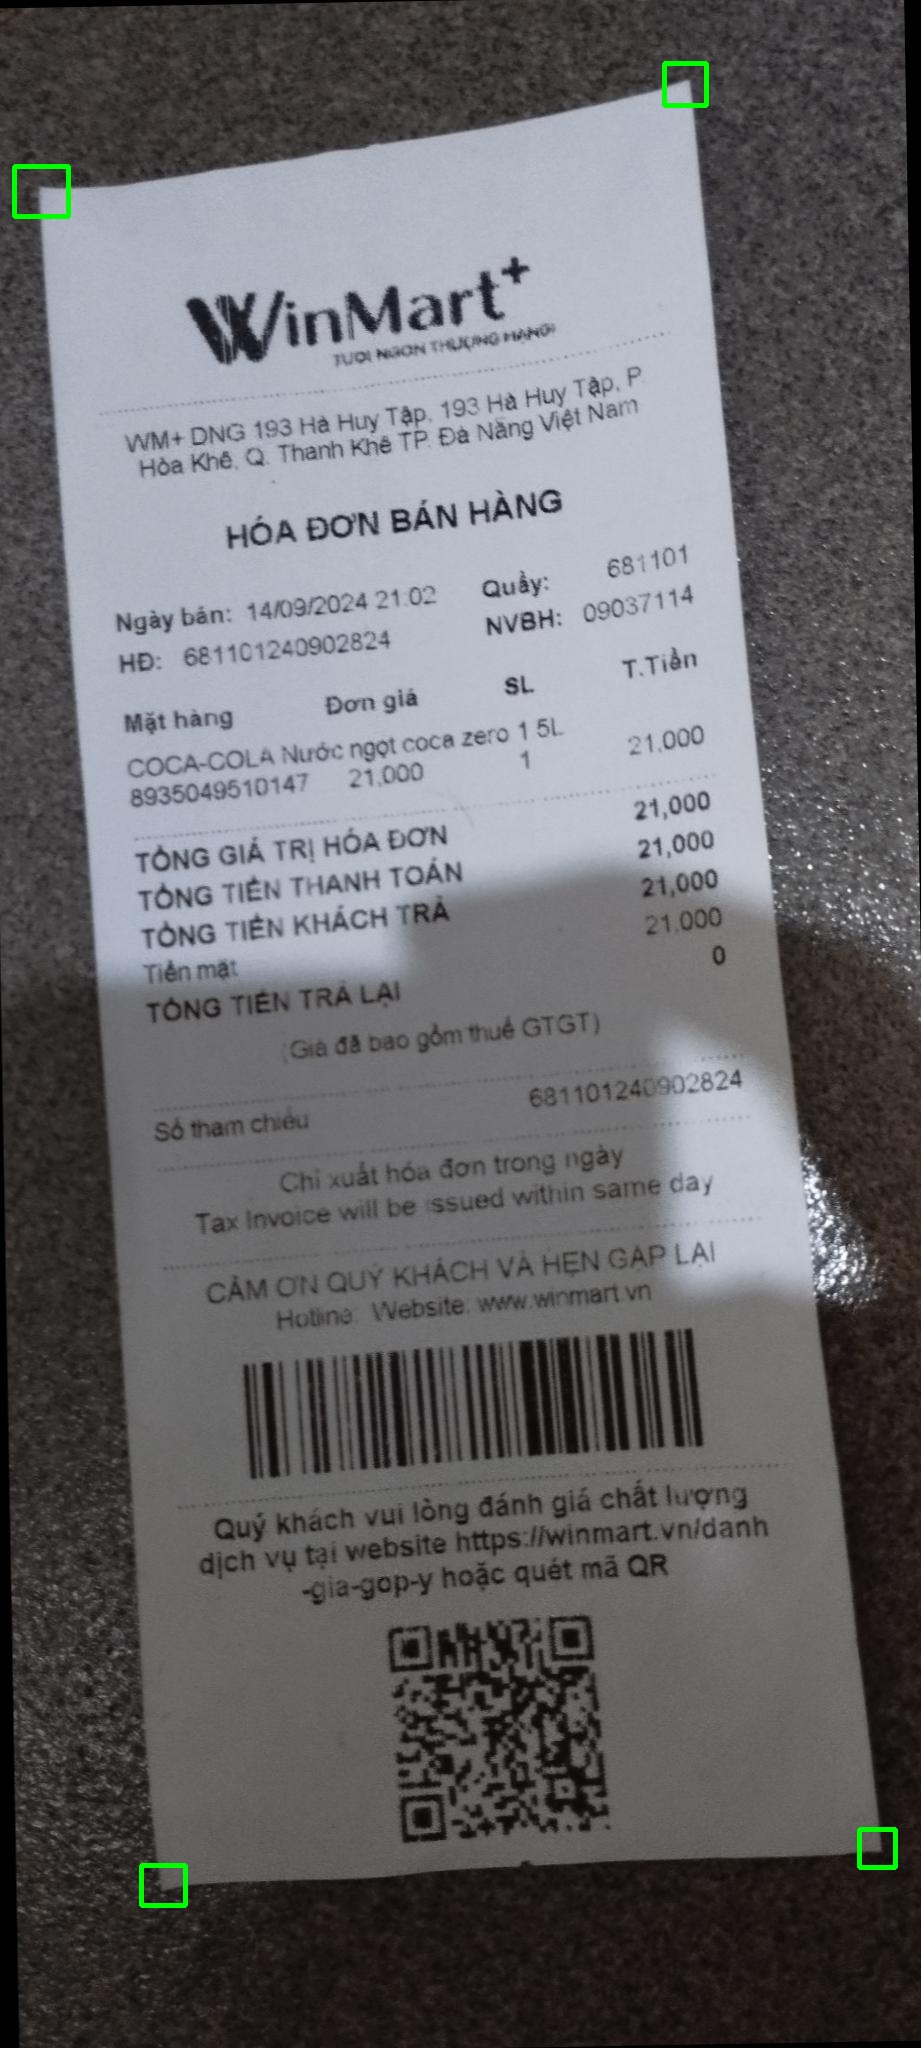 WinMart+
TƯƠI NGON THƯỢNG HẠNG!
WM+ DNG 193 Hà Huy Tập, 193 Hà Huy Tập, P.
Hòa Khê, Q. Thanh Khê TP. Đà Nẵng Việt Nam
HÓA ĐƠN BÁN HÀNG
Ngày bán: 14/09/2024 21:02 Quầy: 681101
HĐ: 681101240902824 NVBH: 09037114
Mặt hàng Đơn giá SL T.Tiền
COCA-COLA Nước ngọt coca zero 1.5L
8935049510147 21,000 1 21,000
TỔNG GIÁ TRỊ HÓA ĐƠN 21,000
TỔNG TIỀN THANH TOÁN 21,000
TỔNG TIỀN KHÁCH TRẢ 21,000
Tiền mặt 21,000
TỔNG TIỀN TRẢ LẠI 0
(Giá đã bao gồm thuế GTGT)
Số tham chiếu 681101240902824
Chỉ xuất hóa đơn trong ngày
Tax Invoice will be issued within same day
CẢM ƠN QUÝ KHÁCH VÀ HẸN GẶP LẠI
Hotline: Website: www.winmart.vn
Quý khách vui lòng đánh giá chất lượng
dịch vụ tại website https://winmart.vn/danh
-gia-gop-y hoặc quét mã QR